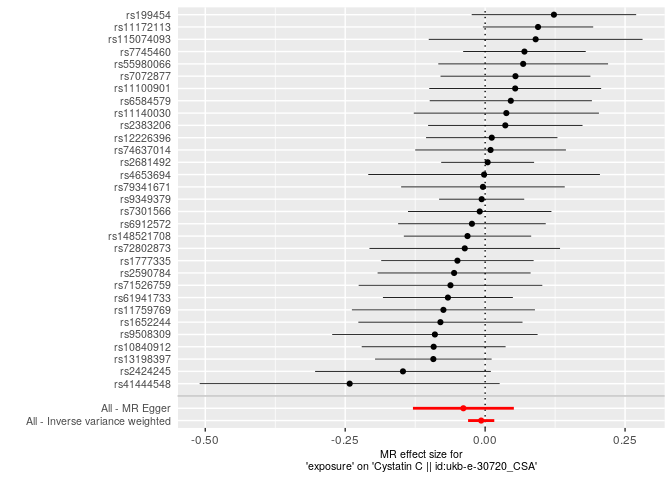 rs199454
rs11172113
rs115074093
rs7745460
rs55980066
rs7072877
rs11100901
rs6584579
rs11140030
rs2383206
rs12226396
rs74637014
rs2681492
rs4653694
rs79341671
rs9349379
rs7301566
rs6912572
rs148521708
rs72802873
rs1777335
rs2590784
rs71526759
rs61941733
rs11759769
rs1652244
rs9508309
rs10840912
rs13198397
rs2424245
rs41444548
All - MR Egger
All - Inverse variance weighted
-0.50 -0.25 0.00 0.25
MR effect size for
'exposure' on 'Cystatin C || id:ukb-e-30720_CSA'